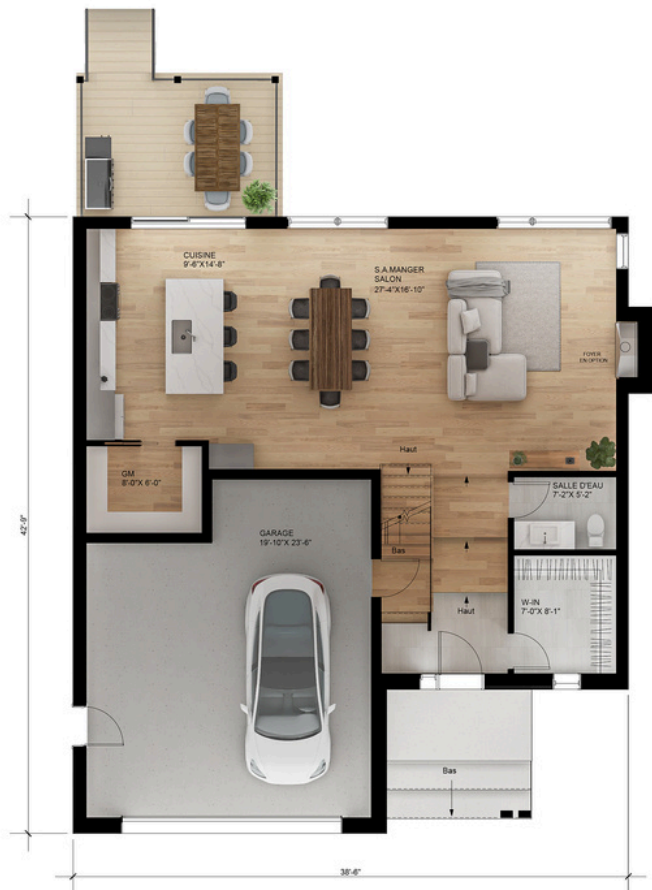 CUISINE
9'-6"X14'-8"
S.A.MANGER
SALON
27'-4"X16'-10"
FOYER
EN OPTION
Haut
GM
8'-0"X 6'-0"
SALLE D'EAU
7'-2"X 5'-2"
42'-9"
GARAGE
19'-10"X 23'-6"
Bas
Haut
W-IN
7'-0"X 8'-1"
Bas
38'-6"